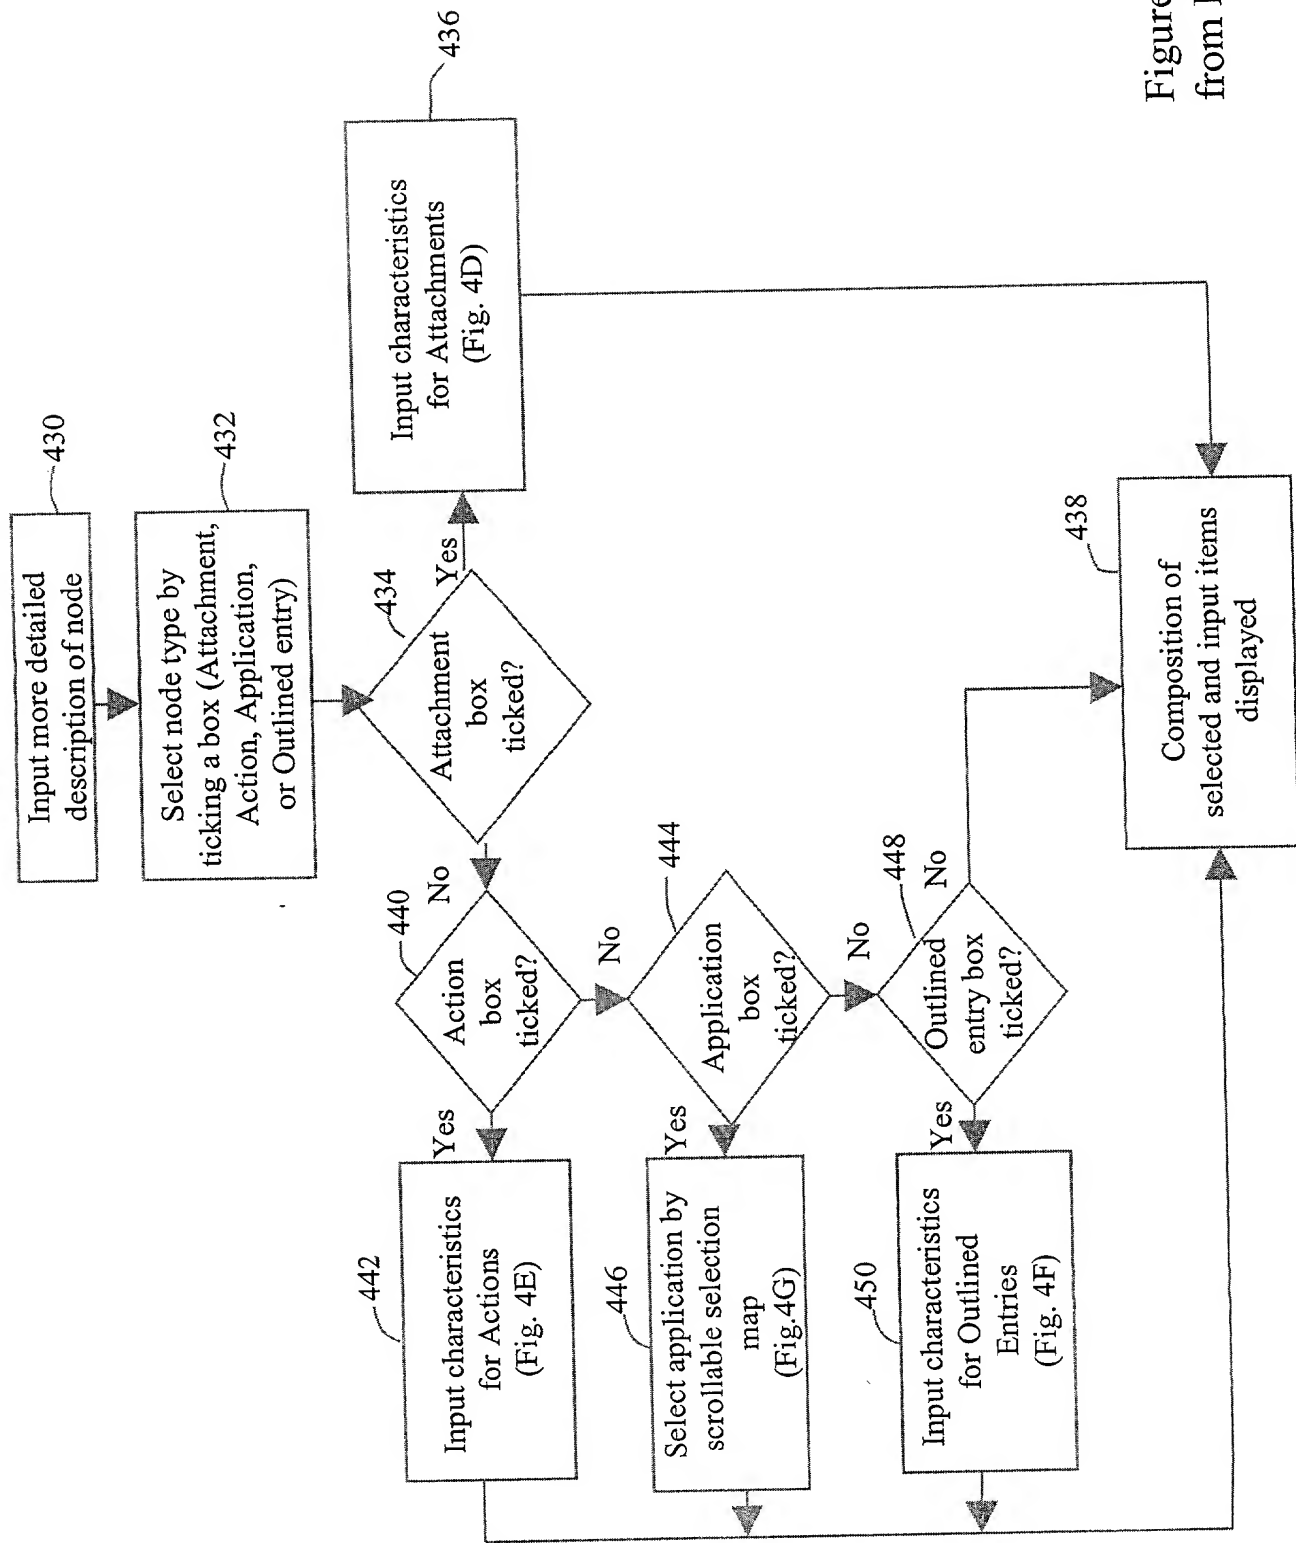 430
Input more detailed
description of node
432
Select node type by
ticking a box (Attachment,
Action, Application,
or Outlined entry)
434
Attachment
box
ticked?
Yes
No
436
Input characteristics
for Attachments
(Fig. 4D)
440
Action
box
ticked?
Yes
No
442
Input characteristics
for Actions
(Fig. 4E)
444
Application
box
ticked?
Yes
No
446
Select application by
scrollable selection
map
(Fig.4G)
448
Outlined
entry box
ticked?
Yes
No
450
Input characteristics
for Outlined
Entries
(Fig. 4F)
438
Composition of
selected and input items
displayed
Figure
from